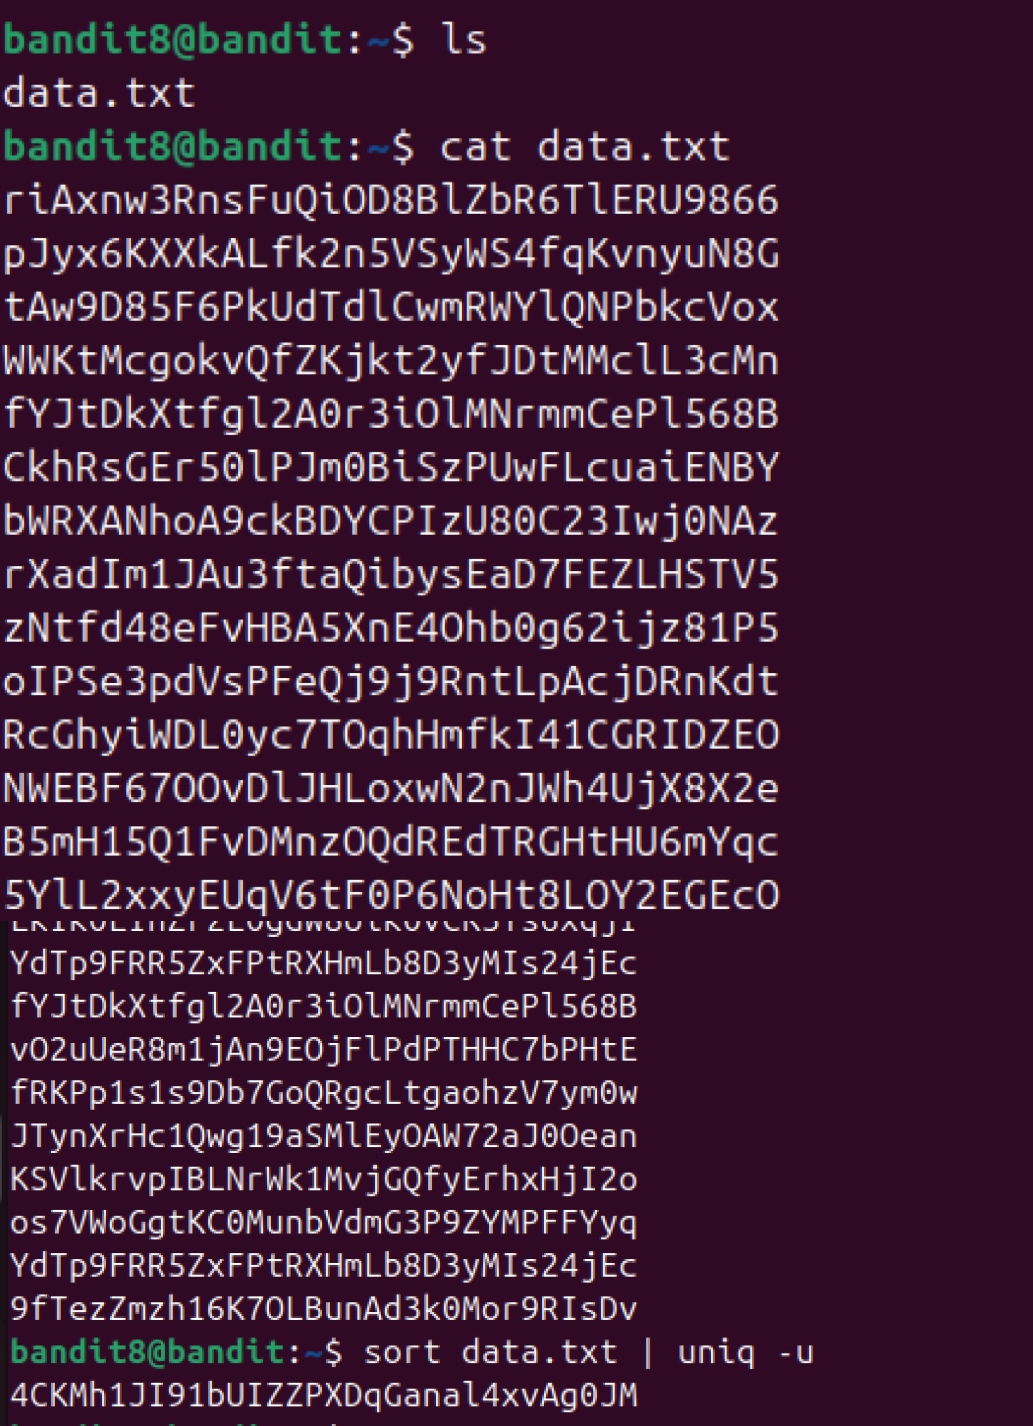 bandit8@bandit:~$ ls
data.txt
bandit8@bandit:~$ cat data.txt
riAxnw3RnsFuQiOD8BlZbR6TlERU9866
pJyx6KXXkALfk2n5VSyWS4fqKvnyuN8G
tAw9D85F6PkUdTdlCwmRWYlQNPbkcVox
WWKtMcgokvQfZKjkt2yfJDtMMclL3cMn
fYJtDkXtfgl2A0r3iOlMNrmmCePl568B
CkhRsGEr50lPJm0BiSzPUwFLcuaiENBY
bWRXANhoA9ckBDYCPIzU80C23Iwj0NAz
rXadIm1JAu3ftaQibysEaD7FEZLHSTV5
zNtfd48eFvHBA5XnE4Ohb0g62ijz81P5
oIPSe3pdVsPFeQj9j9RntLpAcjDRnKdt
RcGhyiWDL0yc7TOqhHmfkI41CGRIDZEO
NWEBF67OOvDlJHLoxwN2nJWh4UjX8X2e
B5mH15Q1FvDMnzOQdREdTRGHtHU6mYqc
5YlL2xxyEUqV6tF0P6NoHt8LOY2EGEcO
YdTp9FRR5ZxFPtRXHmLb8D3yMIs24jEc
fYJtDkXtfgl2A0r3iOlMNrmmCePl568B
vO2uUeR8m1jAn9EOjFlPdPTHHC7bPHtE
fRKPp1s1s9Db7GoQRgcLtgaohzV7ym0w
JTynXrHc1Qwg19aSMlEyOAW72aJ0Oean
KSVlkrvpIBLNrWk1MvjGQfyErhxHjI2o
os7VWoGgtKC0MunbVdmG3P9ZYMPFFYyq
YdTp9FRR5ZxFPtRXHmLb8D3yMIs24jEc
9fTezZmzh16K7OLBunAd3k0Mor9RIsDv
bandit8@bandit:~$ sort data.txt | uniq -u
4CKMh1JI91bUIZZPXDqGanal4xvAg0JM